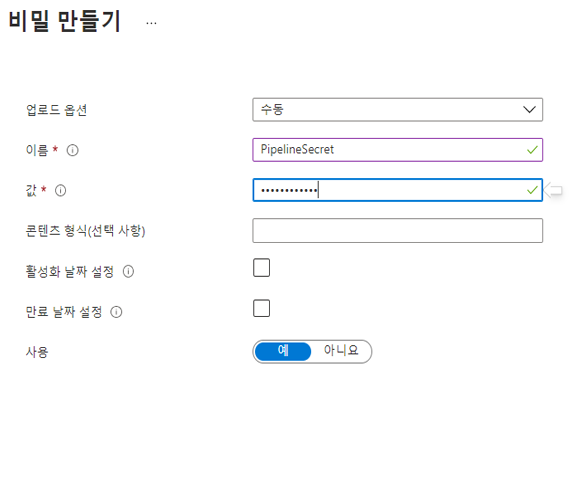 비밀 만들기 ...
업로드 옵션 수동
이름 * PipelineSecret
값 * ••••••••••••
콘텐츠 형식(선택 사항)
활성화 날짜 설정
만료 날짜 설정
사용 예 아니요